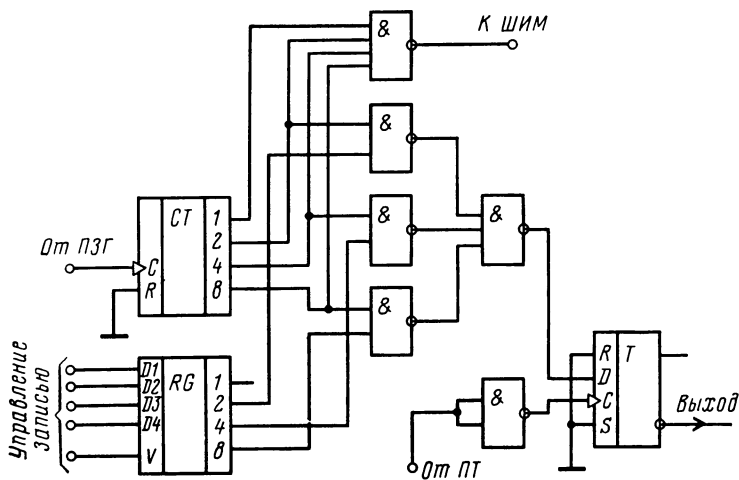 &
К ШИМ
&
СТ
1
2
4
8
&
&
От ПЗГ
C
R
&
Управление
записью
D1
D2
D3
D4
V
RG
1
2
4
8
&
От ПТ
R
D
C
S
T
Выход